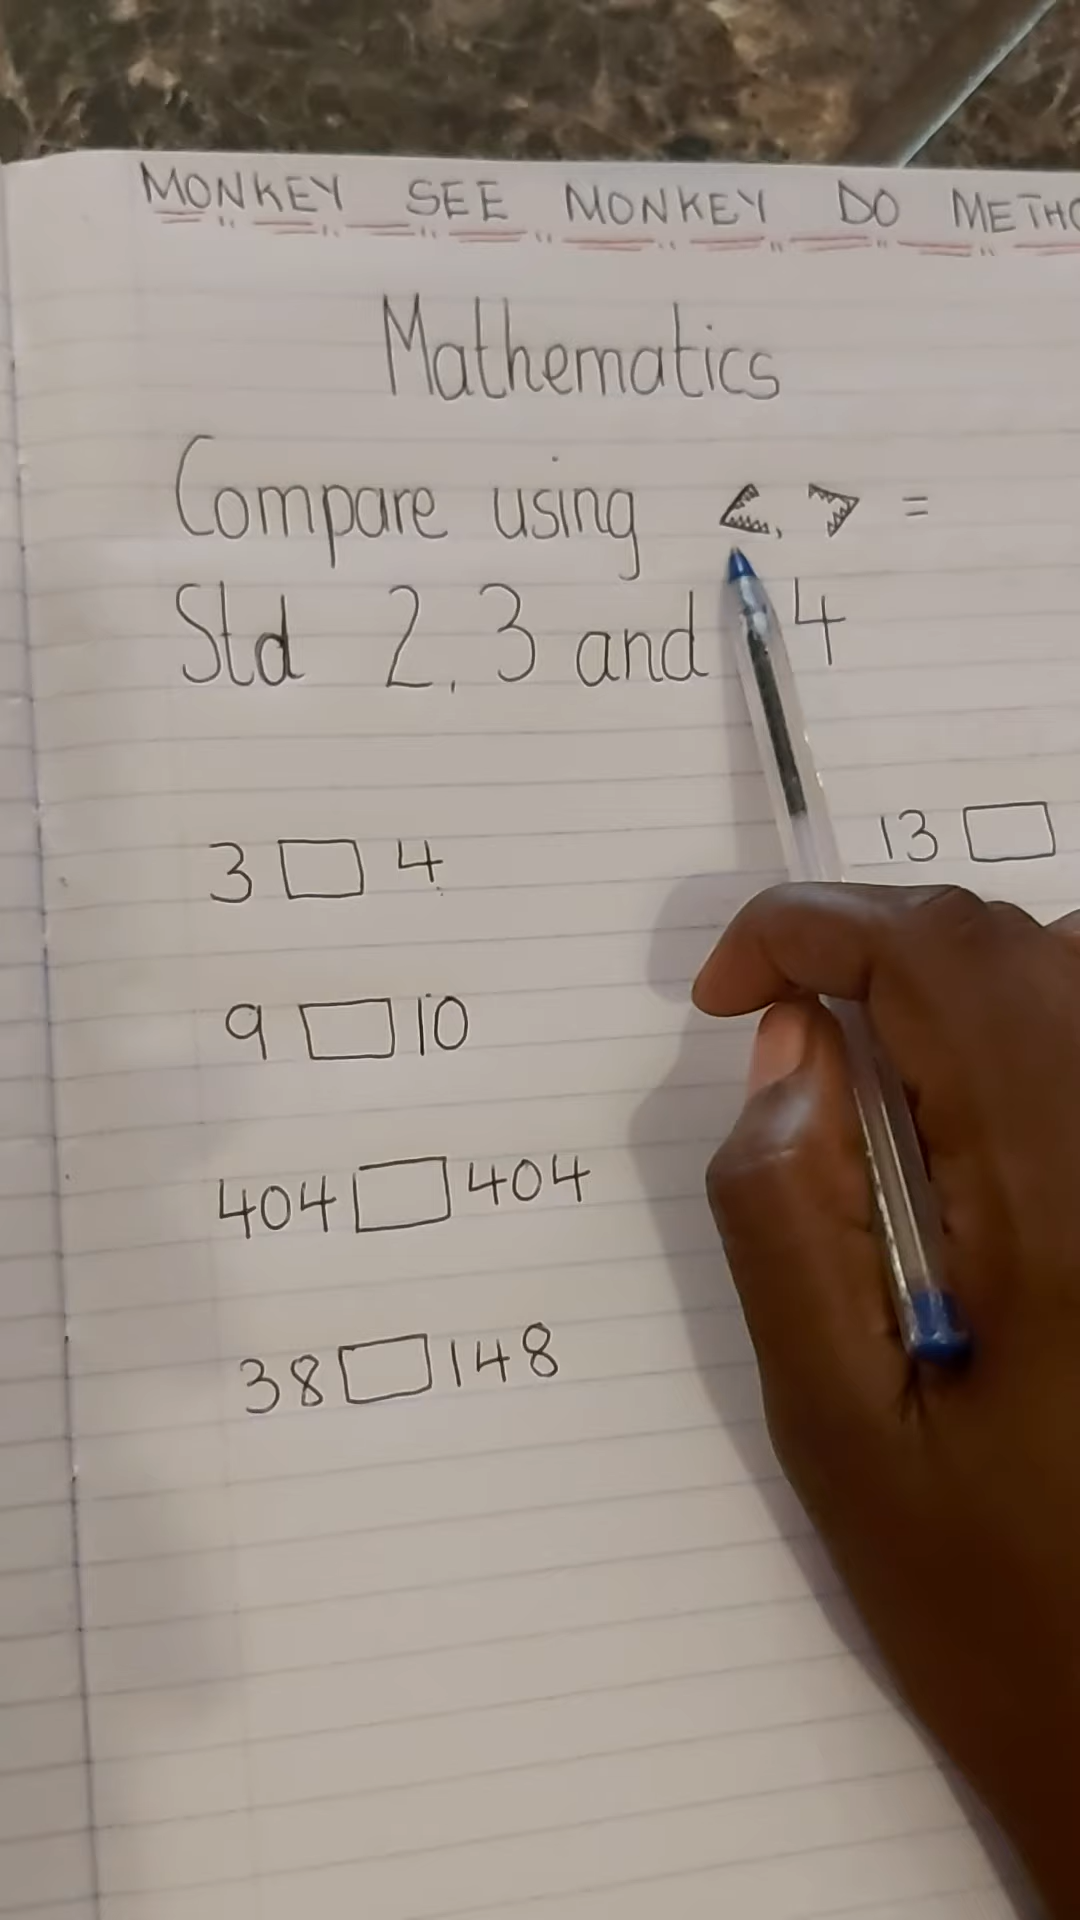 MONKEY SEE MONKEY DO
Mathematics
Compare using <, > =
Std 2, 3 and 4
3 □ 4
13 □
9 □ 10
404 □ 404
38 □ 148